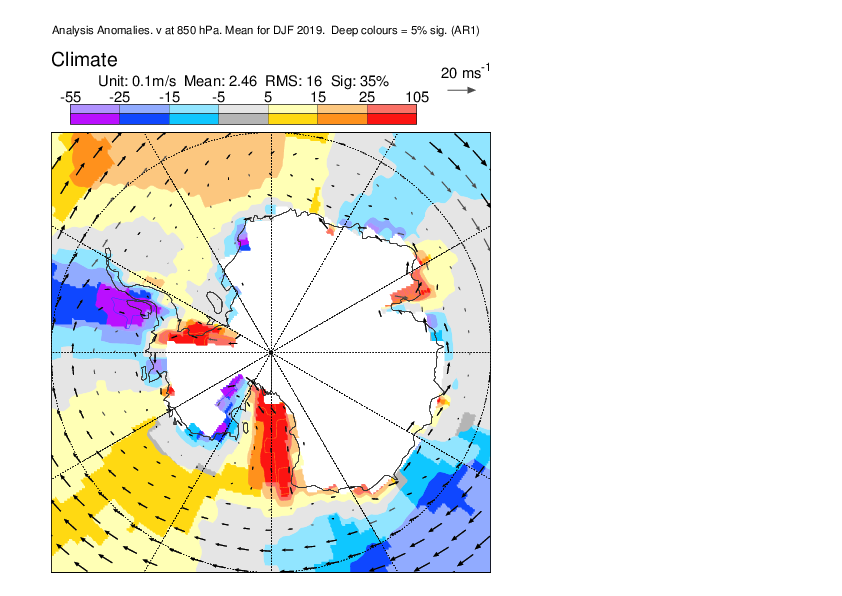 Analysis Anomalies. v at 850 hPa. Mean for DJF 2019.  Deep colours = 5% sig. (AR1)
Climate
20 ms-1
Unit: 0.1m/s  Mean: 2.46  RMS: 16  Sig: 35%
-55 -25 -15 -5 5 15 25 105